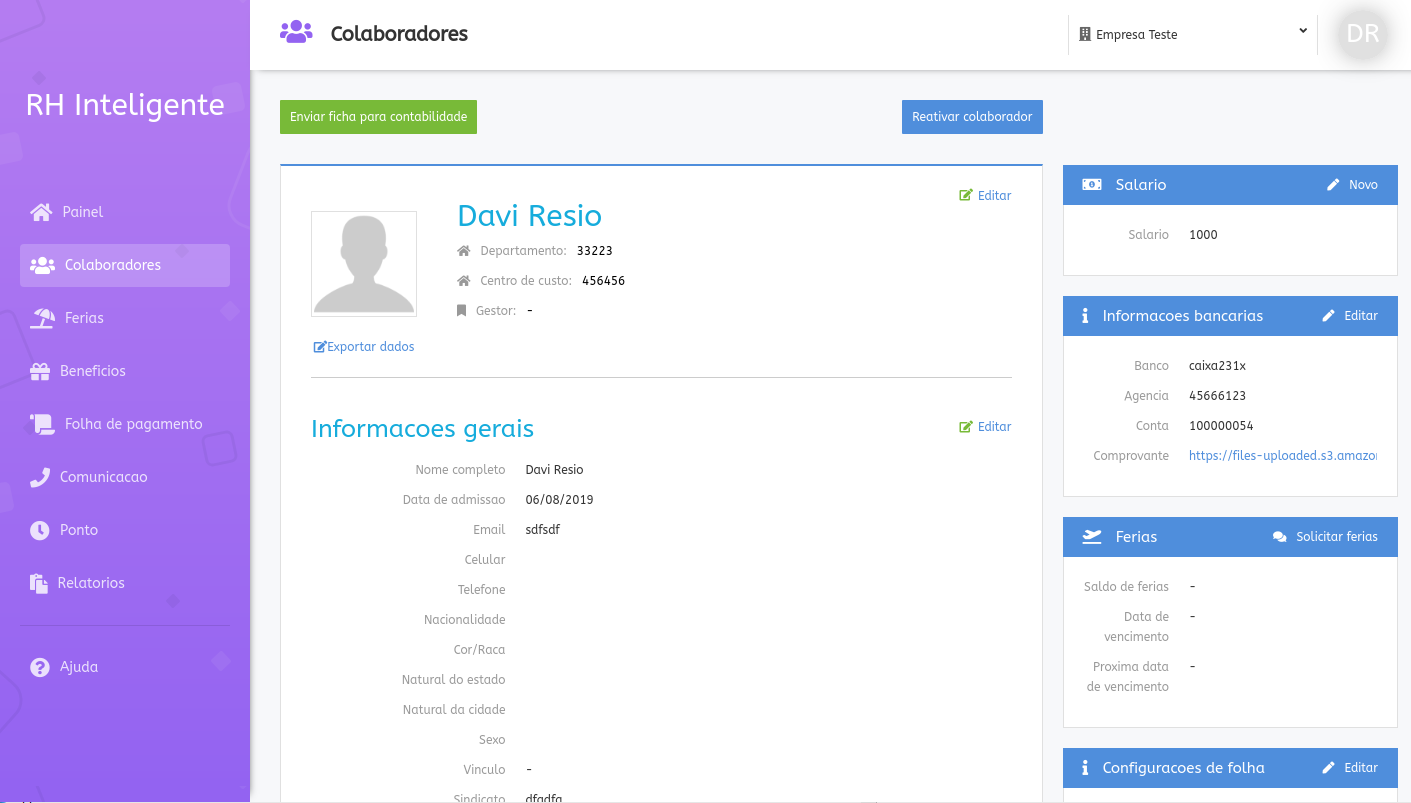 RH Inteligente
Painel
Colaboradores
Ferias
Beneficios
Folha de pagamento
Comunicacao
Ponto
Relatorios
Ajuda
Colaboradores
Empresa Teste
DR
Enviar ficha para contabilidade
Reativar colaborador
Editar
Davi Resio
Departamento: 33223
Centro de custo: 456456
Gestor: -
Exportar dados
Informacoes gerais
Editar
Nome completo Davi Resio
Data de admissao 06/08/2019
Email sdfsdf
Celular
Telefone
Nacionalidade
Cor/Raca
Natural do estado
Natural da cidade
Sexo
Vinculo -
Sindicato
Salario Novo
Salario 1000
Informacoes bancarias Editar
Banco caixa231x
Agencia 45666123
Conta 100000054
Comprovante https://files-uploaded.s3.amazo
Ferias Solicitar ferias
Saldo de ferias -
Data de -
vencimento
Proxima data -
de vencimento
Configuracoes de folha Editar